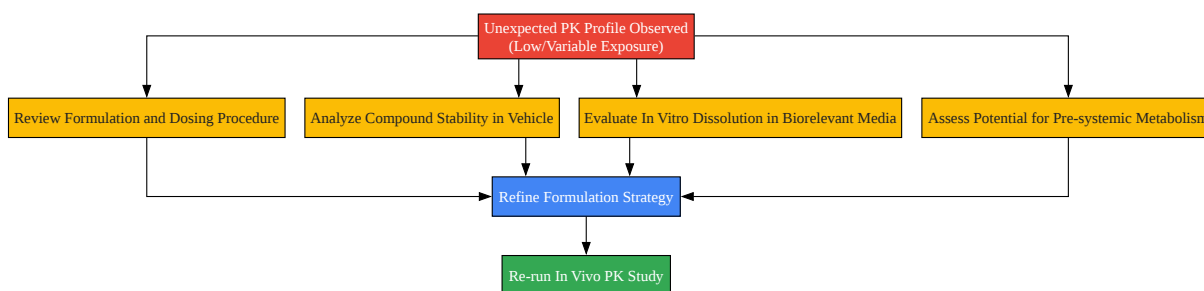 Unexpected PK Profile Observed
(Low/Variable Exposure)
Review Formulation and Dosing Procedure
Analyze Compound Stability in Vehicle
Evaluate In Vitro Dissolution in Biorelevant Media
Assess Potential for Pre-systemic Metabolism
Refine Formulation Strategy
Re-run In Vivo PK Study